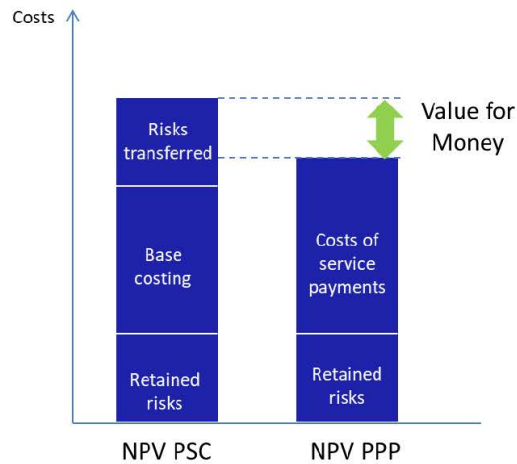 Costs
Risks
transferred
Value for
Money
Base
costing
Costs of
service
payments
Retained
risks
Retained
risks
NPV PSC
NPV PPP